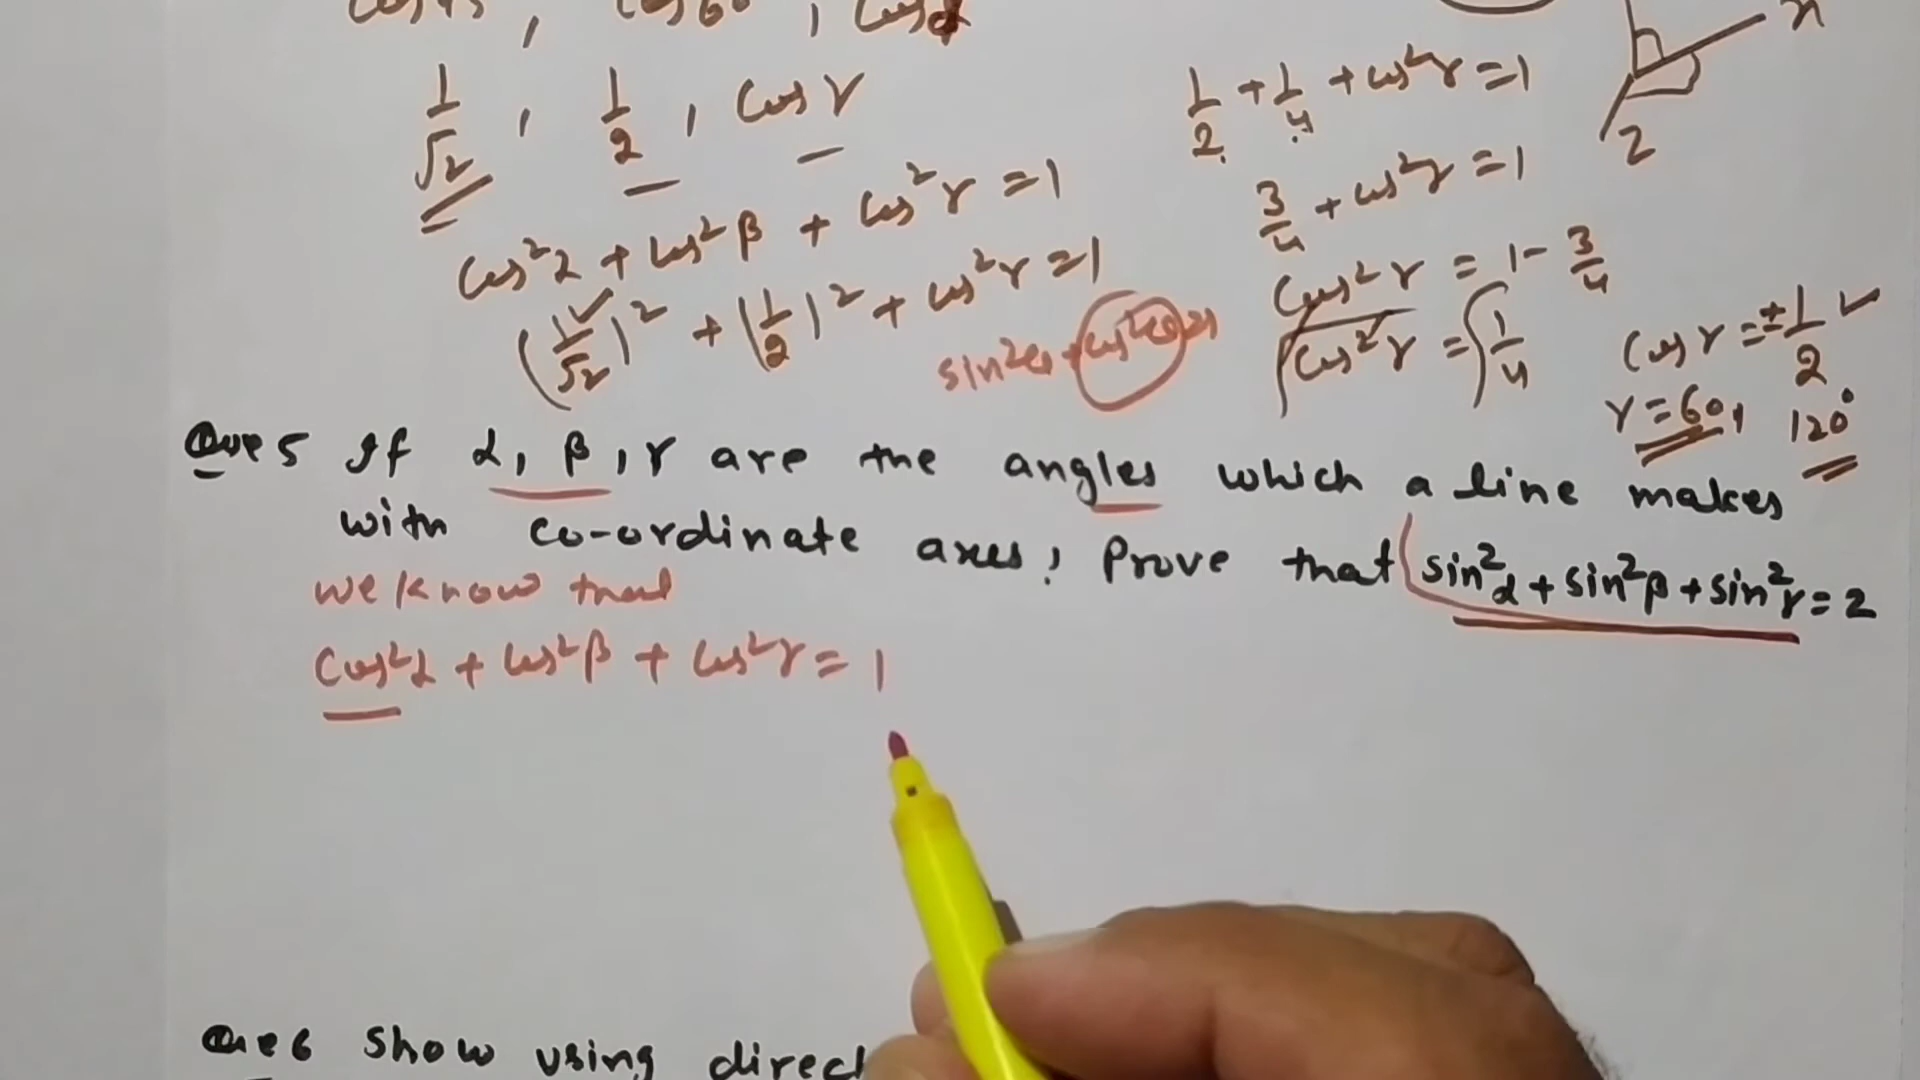 1/√2 , 1/2 , cos γ
cos²α + cos²β + cos²γ = 1
(1/√2)² + (1/2)² + cos²γ = 1
1/2 + 1/4 + cos²γ = 1
3/4 + cos²γ = 1
cos²γ = 1 - 3/4
√cos²γ = √1/4
cos γ = ± 1/2 ✓
γ = 60, 120°
x
z
Que 5 If α, β, γ are the angles which a line makes
with co-ordinate axes; Prove that sin²α + sin²β + sin²γ = 2
we know that
cos²α + cos²β + cos²γ = 1
Que 6 Show using direc